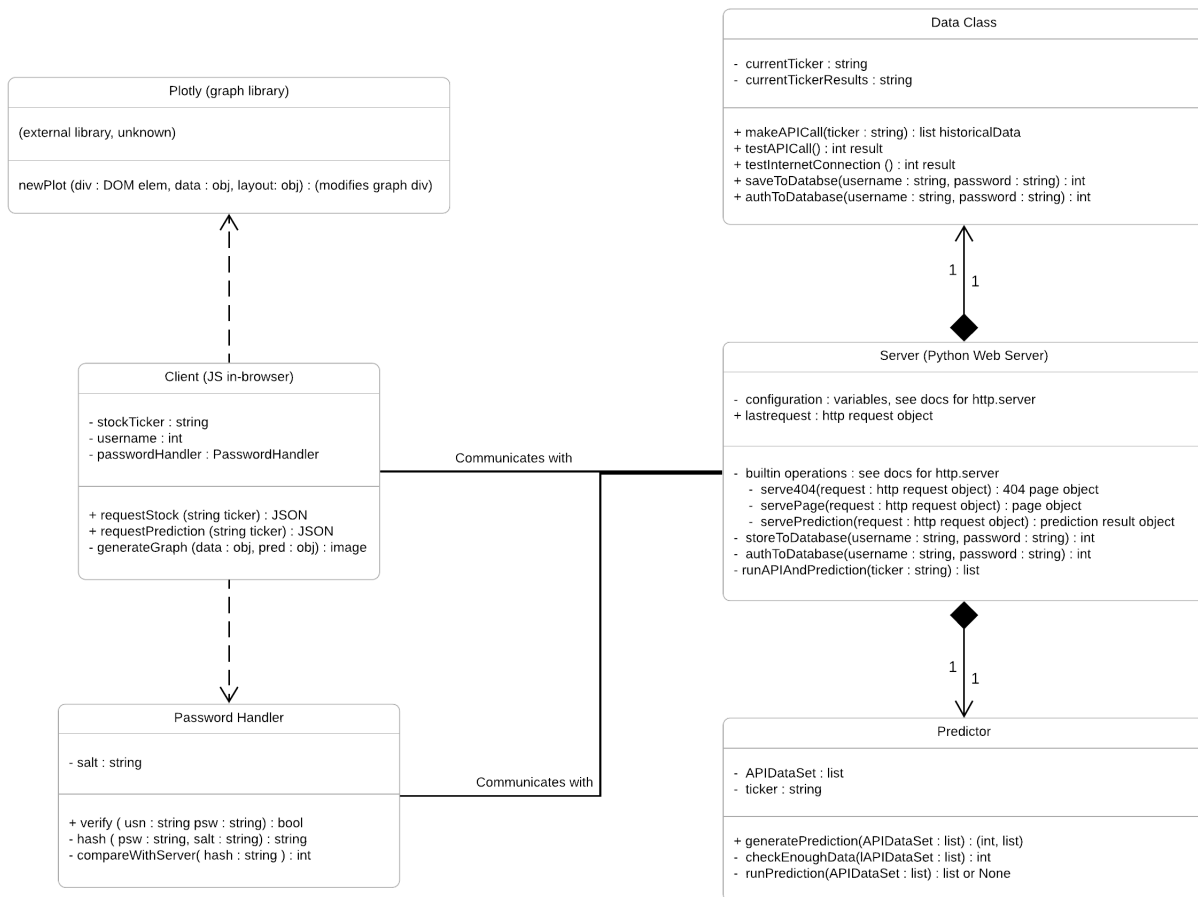 Plotly (graph library)
(external library, unknown)
newPlot (div : DOM elem, data : obj, layout: obj) : (modifies graph div)
Client (JS in-browser)
- stockTicker : string
- username : int
- passwordHandler : PasswordHandler
+ requestStock (string ticker) : JSON
+ requestPrediction (string ticker) : JSON
- generateGraph (data : obj, pred : obj) : image
Password Handler
- salt : string
+ verify ( usn : string psw : string) : bool
- hash ( psw : string, salt : string) : string
- compareWithServer( hash : string ) : int
Communicates with
Communicates with
Data Class
- currentTicker : string
- currentTickerResults : string
+ makeAPICall(ticker : string) : list historicalData
+ testAPICall() : int result
+ testInternetConnection () : int result
+ saveToDatabse(username : string, password : string) : int
+ authToDatabase(username : string, password : string) : int
1
1
Server (Python Web Server)
- configuration : variables, see docs for http.server
+ lastrequest : http request object
- builtin operations : see docs for http.server
- serve404(request : http request object) : 404 page object
- servePage(request : http request object) : page object
- servePrediction(request : http request object) : prediction result object
- storeToDatabase(username : string, password : string) : int
- authToDatabase(username : string, password : string) : int
- runAPIAndPrediction(ticker : string) : list
1
1
Predictor
- APIDataSet : list
- ticker : string
+ generatePrediction(APIDataSet : list) : (int, list)
- checkEnoughData(lAPIDataSet : list) : int
- runPrediction(APIDataSet : list) : list or None